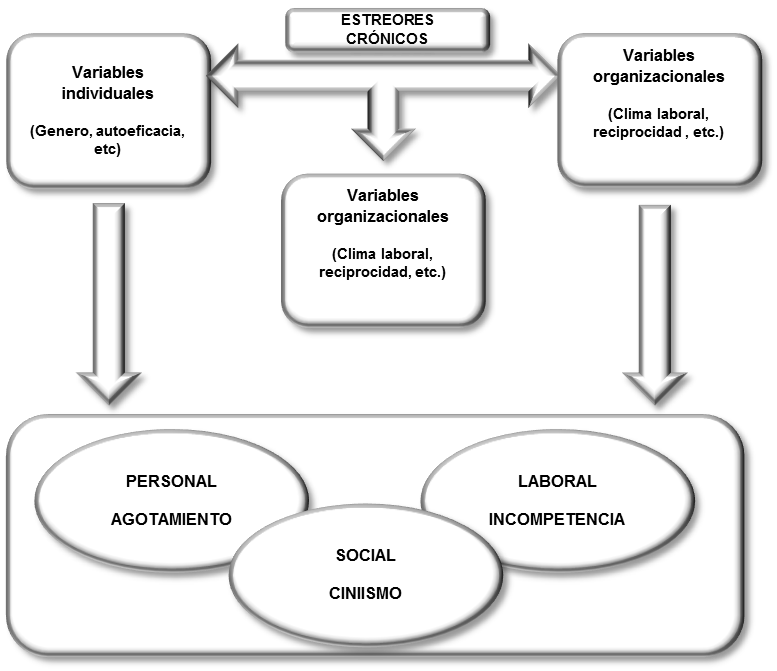 ESTREORES
CRÓNICOS
Variables
individuales
(Genero, autoeficacia,
etc)
Variables
organizacionales
(Clima laboral,
reciprocidad , etc.)
Variables
organizacionales
(Clima laboral,
reciprocidad, etc.)
PERSONAL
AGOTAMIENTO
LABORAL
INCOMPETENCIA
SOCIAL
CINIISMO